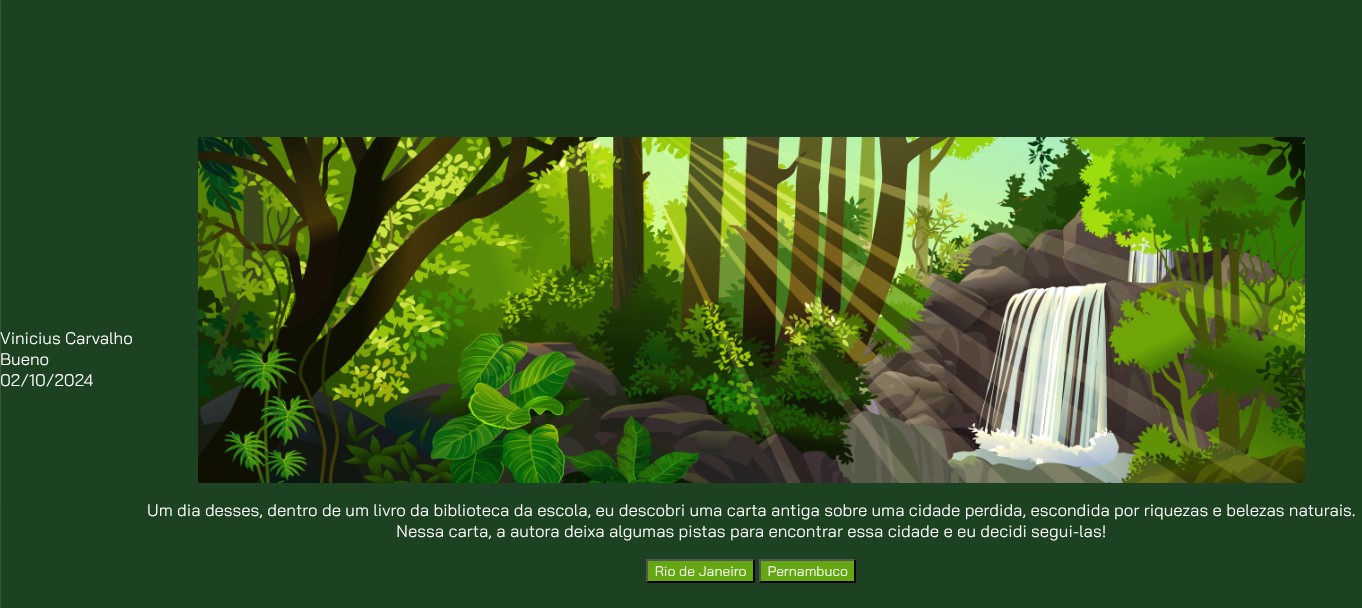 Vinicius Carvalho
Bueno
02/10/2024
Um dia desses, dentro de um livro da biblioteca da escola, eu descobri uma carta antiga sobre uma cidade perdida, escondida por riquezas e belezas naturais.
Nessa carta, a autora deixa algumas pistas para encontrar essa cidade e eu decidi segui-las!
Rio de Janeiro Pernambuco